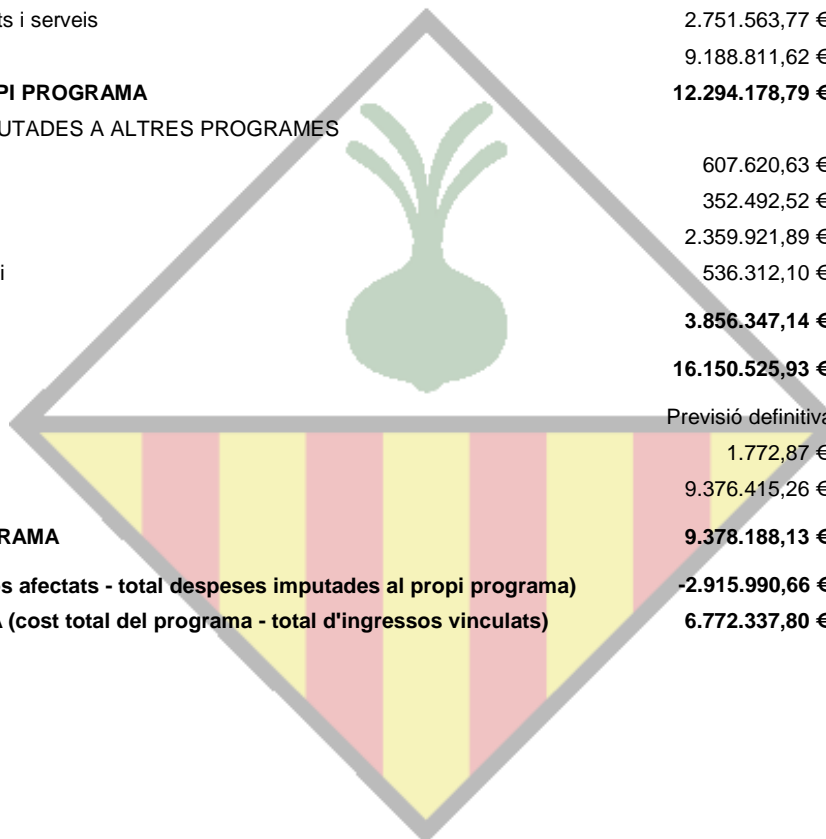 ts i serveis 2.751.563,77 €
9.188.811,62 €
PI PROGRAMA 12.294.178,79 €
UTADES A ALTRES PROGRAMES
607.620,63 €
352.492,52 €
2.359.921,89 €
i 536.312,10 €
3.856.347,14 €
16.150.525,93 €
Previsió definitiva
1.772,87 €
9.376.415,26 €
RAMA 9.378.188,13 €
s afectats - total despeses imputades al propi programa) -2.915.990,66 €
A (cost total del programa - total d'ingressos vinculats) 6.772.337,80 €